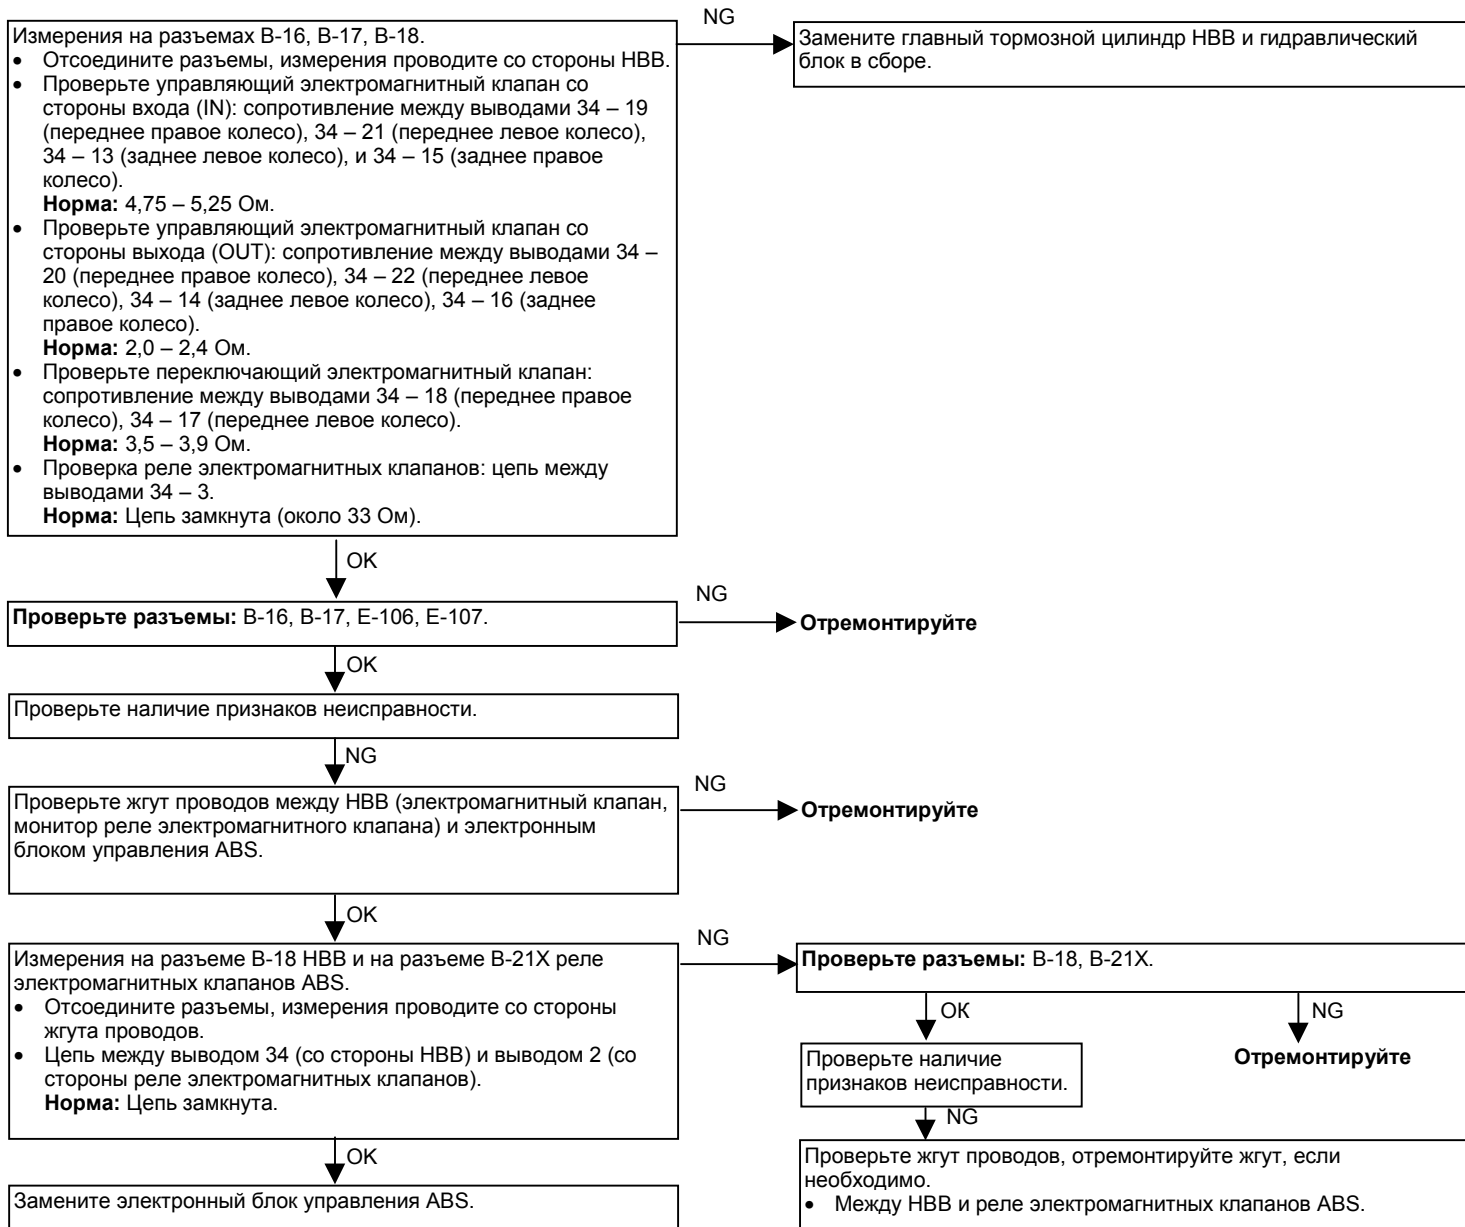 Измерения на разъемах B-16, B-17, B-18.
• Отсоедините разъемы, измерения проводите со стороны HBB.
• Проверьте управляющий электромагнитный клапан со
стороны входа (IN): сопротивление между выводами 34 – 19
(переднее правое колесо), 34 – 21 (переднее левое колесо),
34 – 13 (заднее левое колесо), и 34 – 15 (заднее правое
колесо).
Норма: 4,75 – 5,25 Ом.
• Проверьте управляющий электромагнитный клапан со
стороны выхода (OUT): сопротивление между выводами 34 –
20 (переднее правое колесо), 34 – 22 (переднее левое
колесо), 34 – 14 (заднее левое колесо), 34 – 16 (заднее
правое колесо).
Норма: 2,0 – 2,4 Ом.
• Проверьте переключающий электромагнитный клапан:
сопротивление между выводами 34 – 18 (переднее правое
колесо), 34 – 17 (переднее левое колесо).
Норма: 3,5 – 3,9 Ом.
• Проверка реле электромагнитных клапанов: цепь между
выводами 34 – 3.
Норма: Цепь замкнута (около 33 Ом).
NG
Замените главный тормозной цилиндр HBB и гидравлический
блок в сборе.
OK
Проверьте разъемы: B-16, B-17, E-106, E-107.
NG
Отремонтируйте
OK
Проверьте наличие признаков неисправности.
NG
Проверьте жгут проводов между HBB (электромагнитный клапан,
монитор реле электромагнитного клапана) и электронным
блоком управления ABS.
NG
Отремонтируйте
OK
Измерения на разъеме B-18 HBB и на разъеме B-21X реле
электромагнитных клапанов ABS.
• Отсоедините разъемы, измерения проводите со стороны
жгута проводов.
• Цепь между выводом 34 (со стороны HBB) и выводом 2 (со
стороны реле электромагнитных клапанов).
Норма: Цепь замкнута.
NG
Проверьте разъемы: B-18, B-21X.
OK
NG
Проверьте наличие
признаков неисправности.
Отремонтируйте
NG
Проверьте жгут проводов, отремонтируйте жгут, если
необходимо.
• Между HBB и реле электромагнитных клапанов ABS.
OK
Замените электронный блок управления ABS.